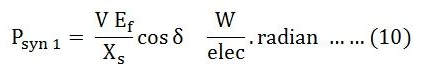 P_syn 1 = (V E_f / X_s) cos δ   W / elec . radian … … (10)